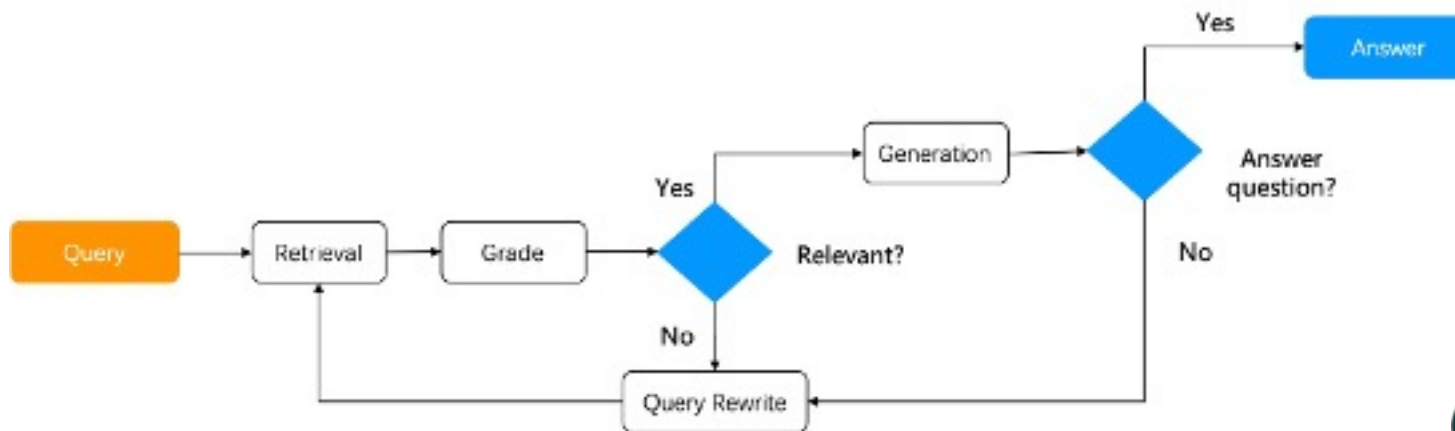 Yes
Answer
Generation
Answer
question?
Yes
Query
Retrieval
Grade
Relevant?
No
No
Query Rewrite